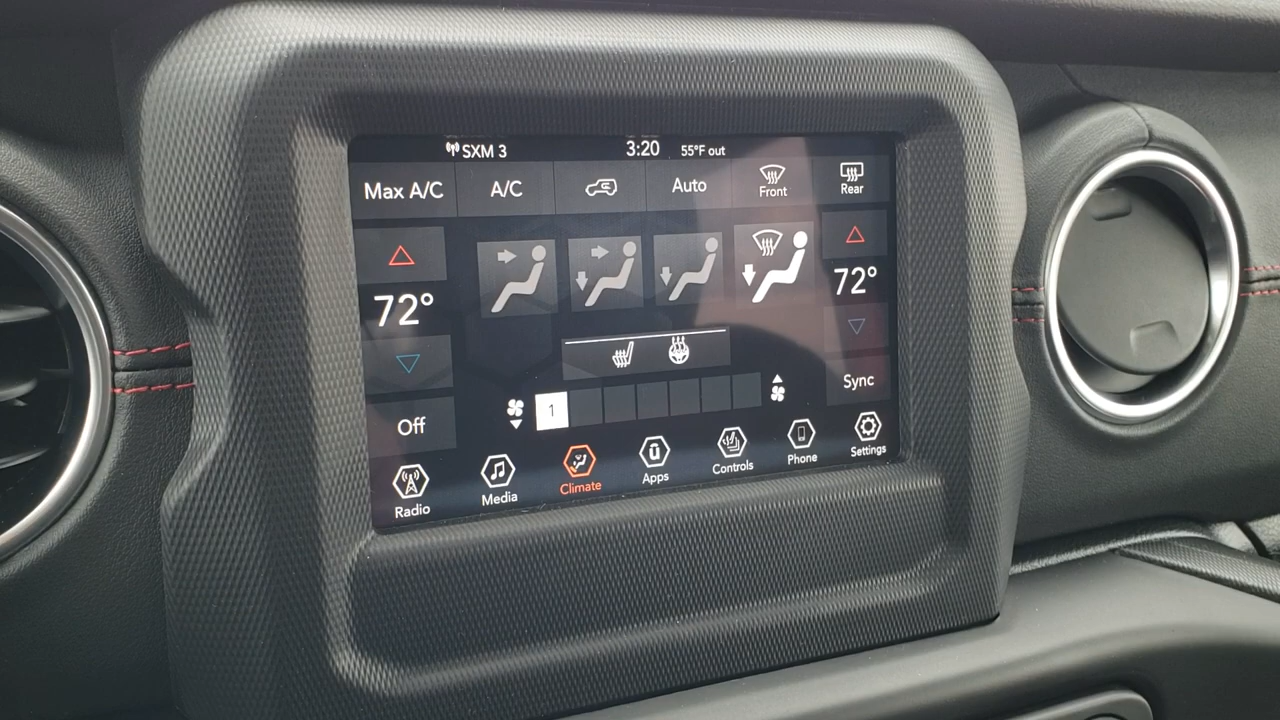 SXM 3 3:20 55°F out
Max A/C A/C Auto Front Rear
72° 72°
Sync
1
Off
Radio Media Climate Apps Controls Phone Settings